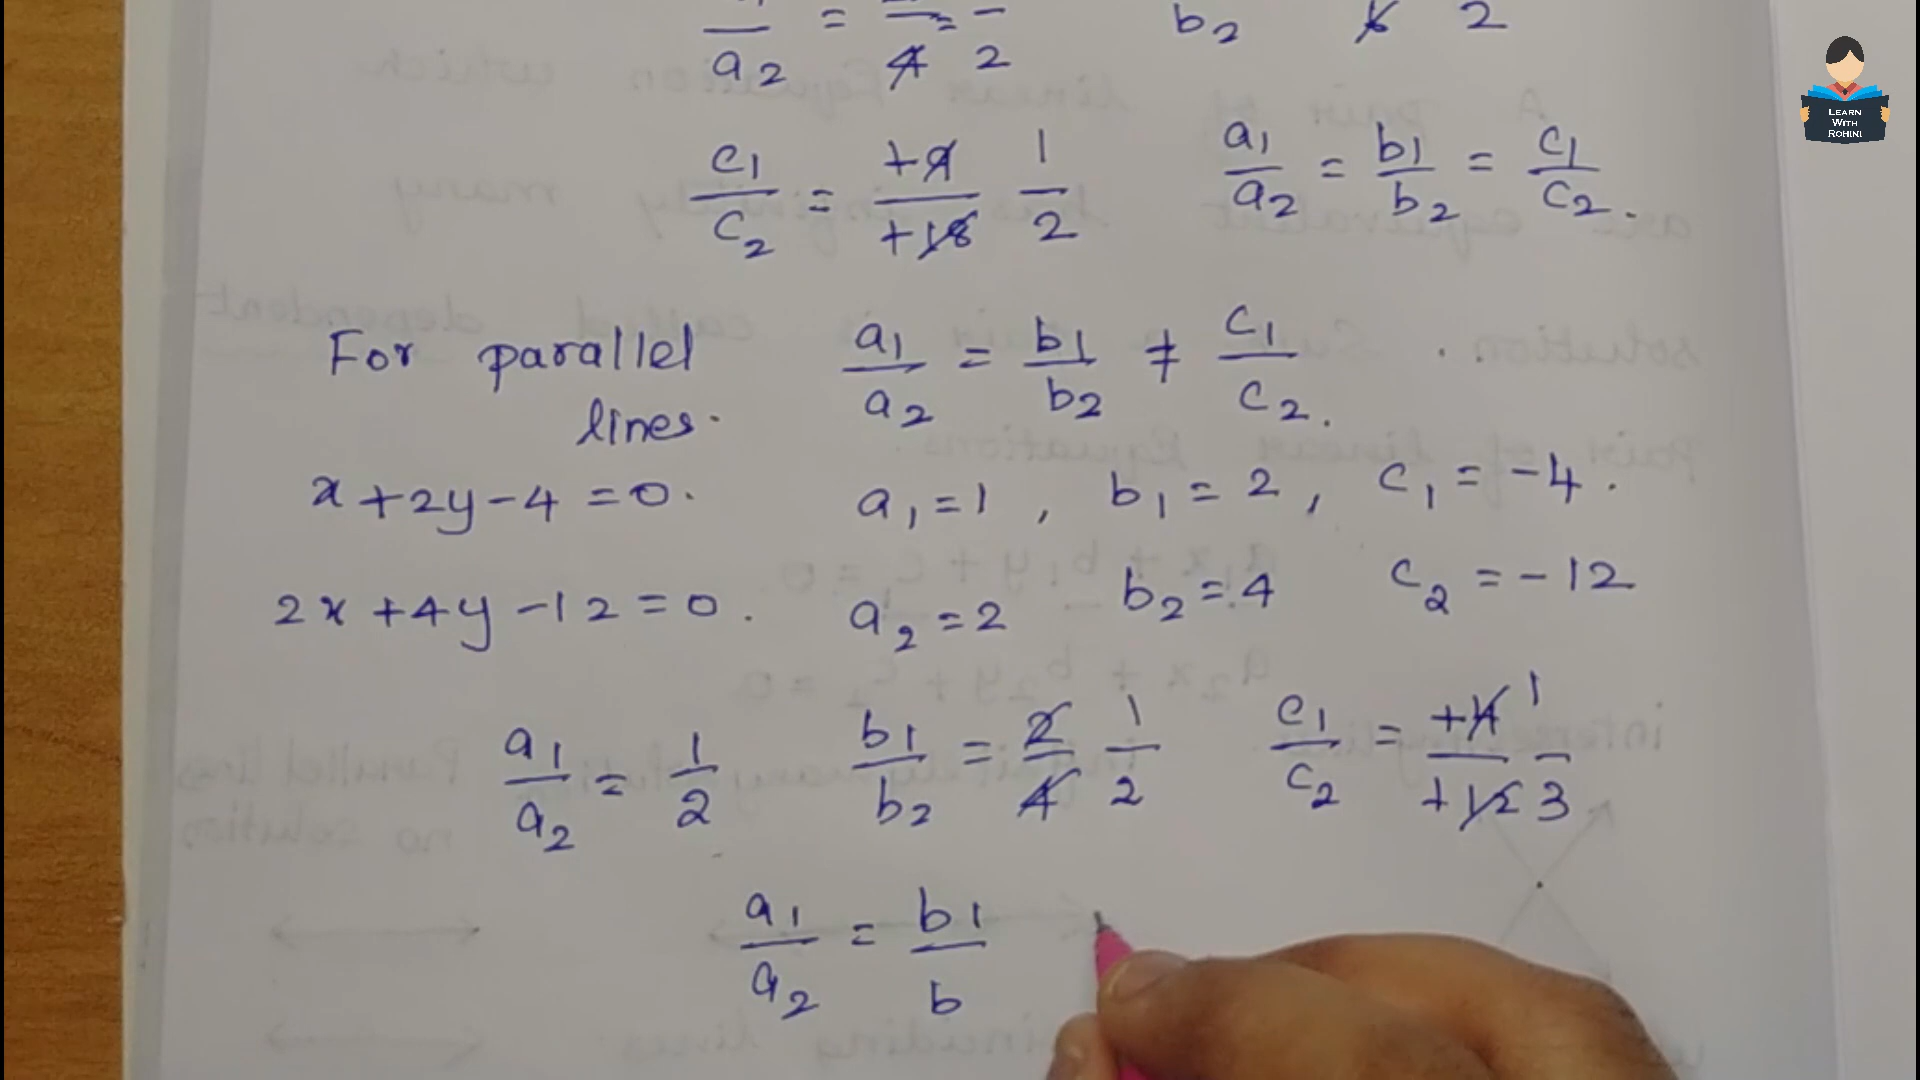 a2 = 4 = 2 b2 6 2
c1/c2 = +9/+18 1/2 a1/a2 = b1/b2 = c1/c2.
For parallel lines. a1/a2 = b1/b2 ≠ c1/c2.
x+2y-4=0. a1=1, b1=2, c1=-4.
2x+4y-12=0. a2=2 b2=4 c2=-12
a1/a2 = 1/2 b1/b2 = 2/4 1/2 c1/c2 = +4/+12 1/3
a1/a2 = b1/b
LEARN
WITH
ROHINI